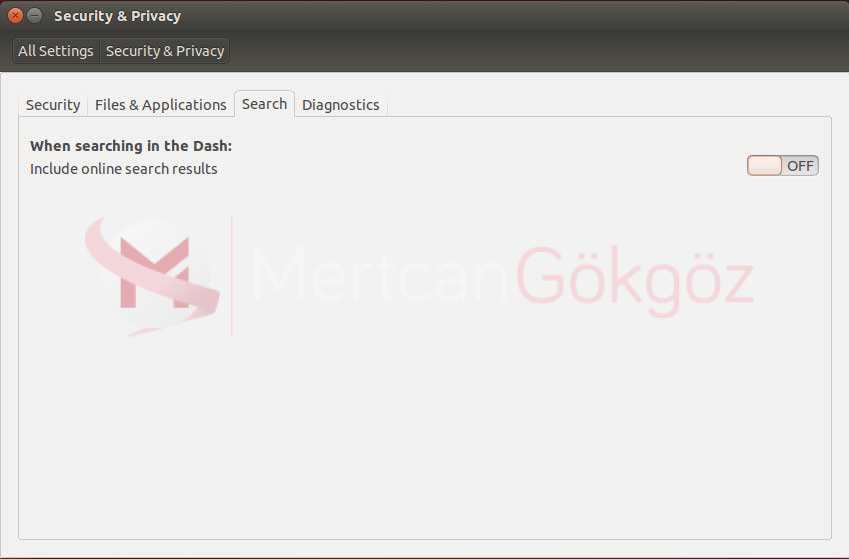 Security & Privacy
All Settings Security & Privacy
Security Files & Applications Search Diagnostics
When searching in the Dash:
Include online search results OFF
M MertcanGökgöz